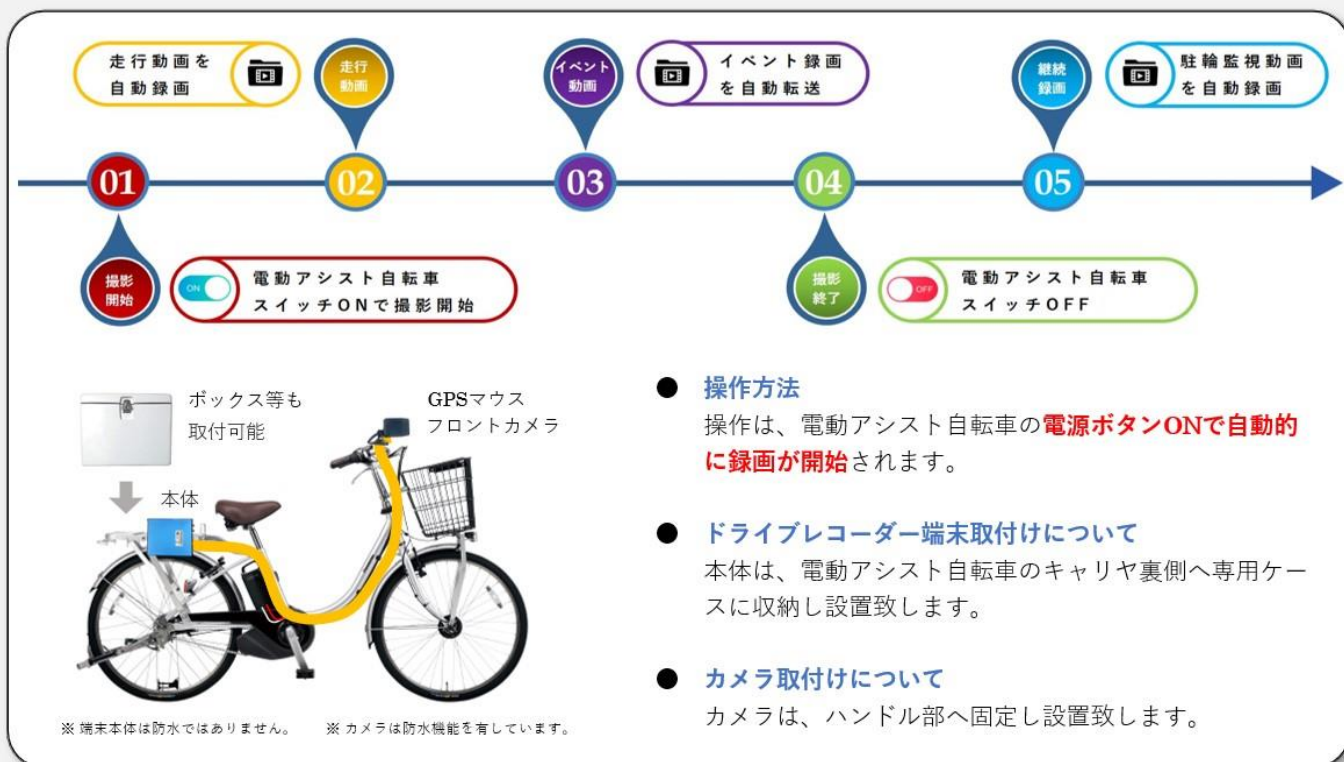 走行動画を
自動録画
走行
動画
イベント
動画
イベント録画
を自動転送
継続
録画
駐輪監視動画
を自動録画
01
02
03
04
05
撮影
開始
ON
電動アシスト自転車
スイッチONで撮影開始
撮影
終了
OFF
電動アシスト自転車
スイッチOFF
ボックス等も
取付可能
GPSマウス
フロントカメラ
本体
※ 端末本体は防水ではありません。
※ カメラは防水機能を有しています。
● 操作方法
操作は、電動アシスト自転車の電源ボタンONで自動的
に録画が開始されます。
● ドライブレコーダー端末取付けについて
本体は、電動アシスト自転車のキャリヤ裏側へ専用ケー
スに収納し設置致します。
● カメラ取付けについて
カメラは、ハンドル部へ固定し設置致します。